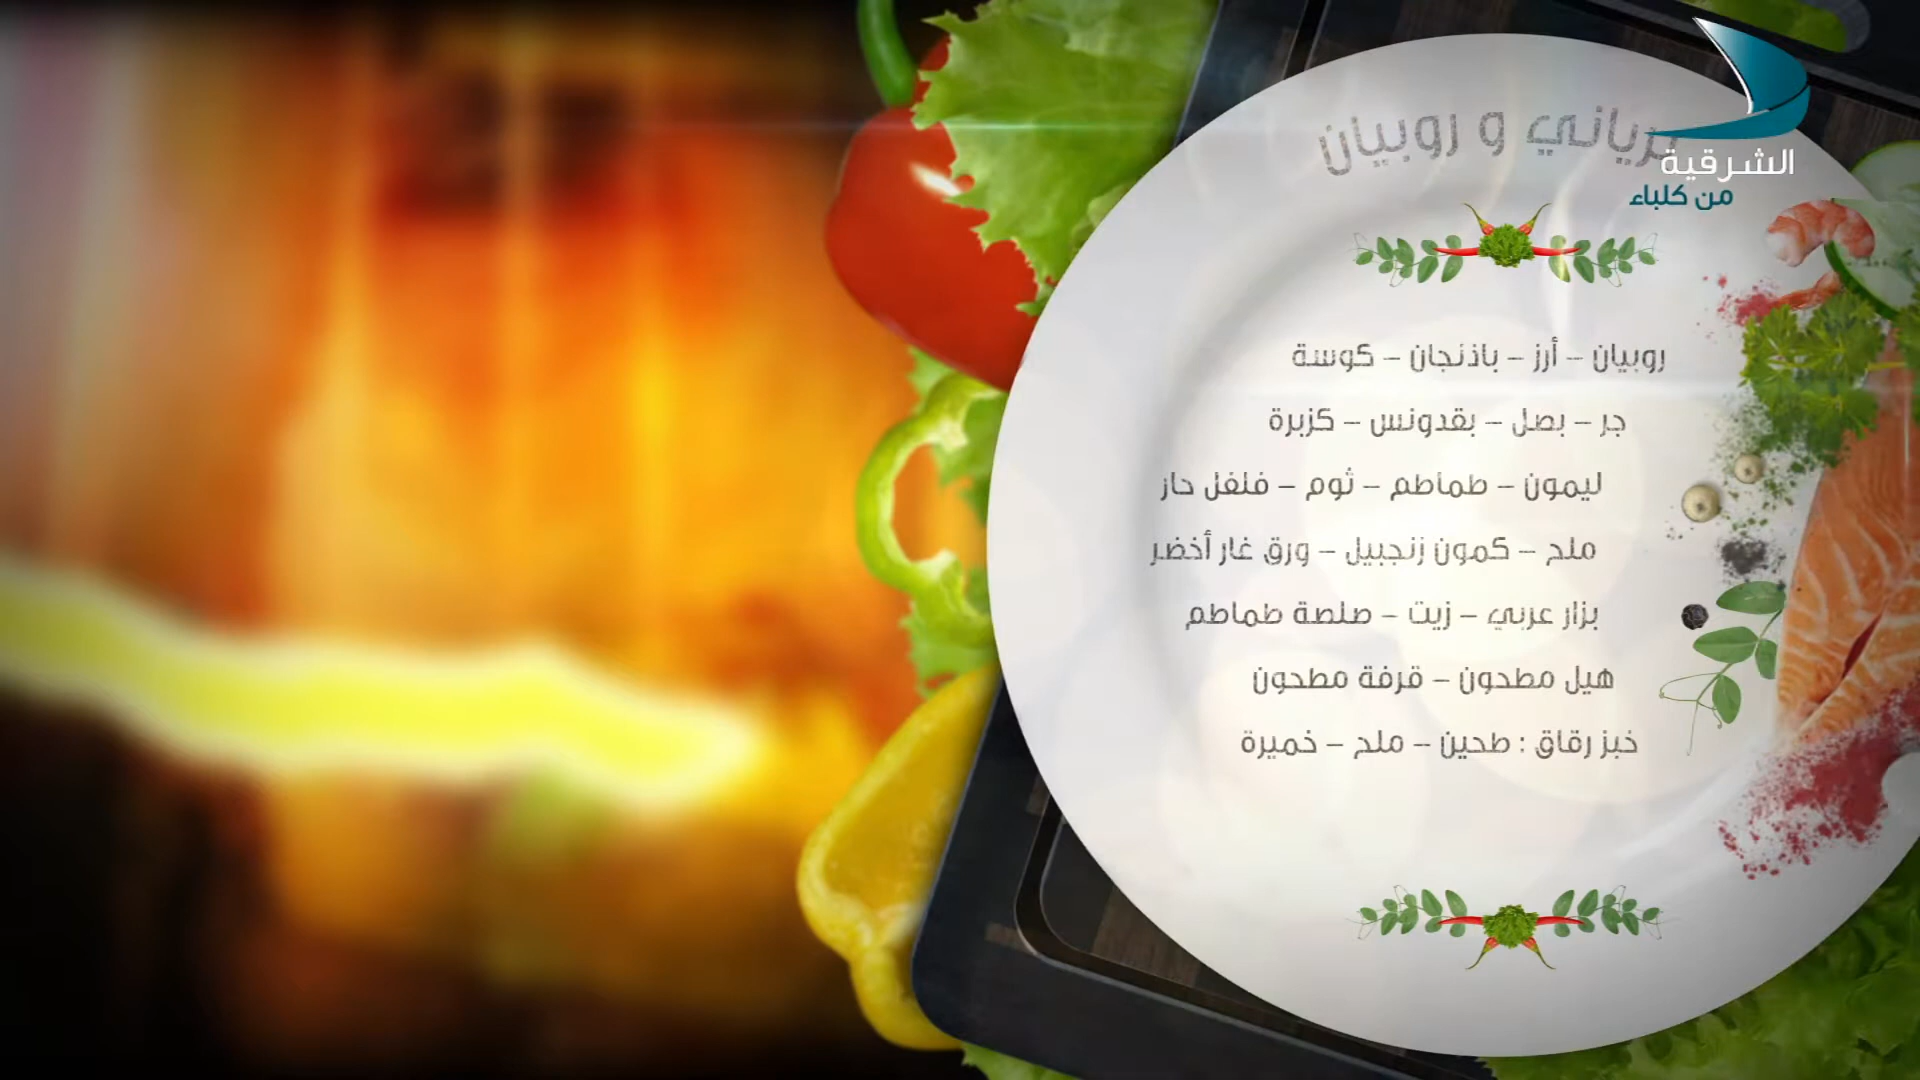 برياني و روبيان
الشرقية
من كلباء
روبيان – أرز – باذنجان – كوسة
جر – بصل – بقدونس – كزبرة
ليمون – طماطم – ثوم – فلفل حار
ملح – كمون زنجبيل – ورق غار أخضر
بزار عربي – زيت – صلصة طماطم
هيل مطحون – قرفة مطحون
خبز رقاق : طحين – ملح – خميرة